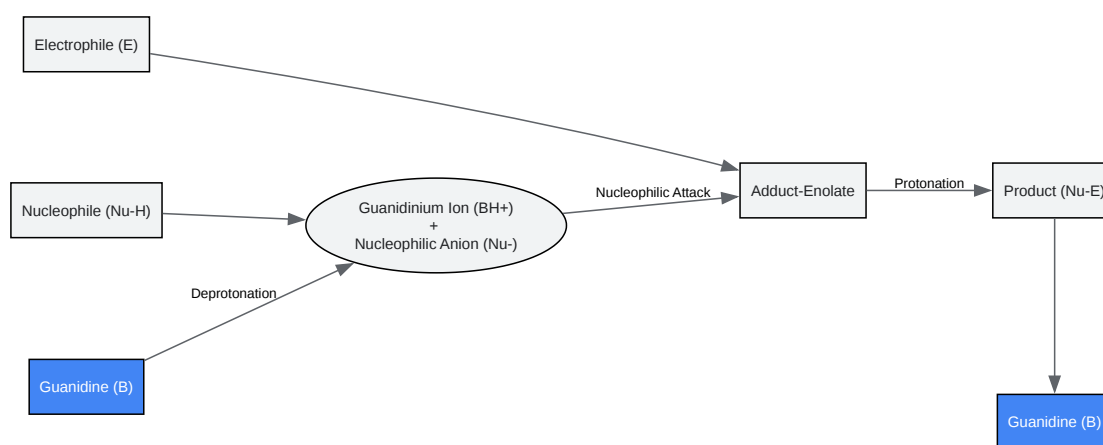 Electrophile (E)
Nucleophile (Nu-H)
Guanidinium Ion (BH+)
+
Nucleophilic Anion (Nu-)
Nucleophilic Attack
Adduct-Enolate
Protonation
Product (Nu-E)
Deprotonation
Guanidine (B)
Guanidine (B)